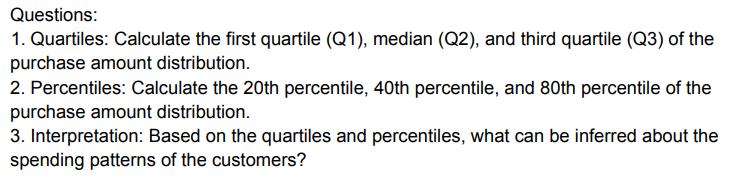 Questions:
1. Quartiles: Calculate the first quartile (Q1), median (Q2), and third quartile (Q3) of the
purchase amount distribution.
2. Percentiles: Calculate the 20th percentile, 40th percentile, and 80th percentile of the
purchase amount distribution.
3. Interpretation: Based on the quartiles and percentiles, what can be inferred about the
spending patterns of the customers?